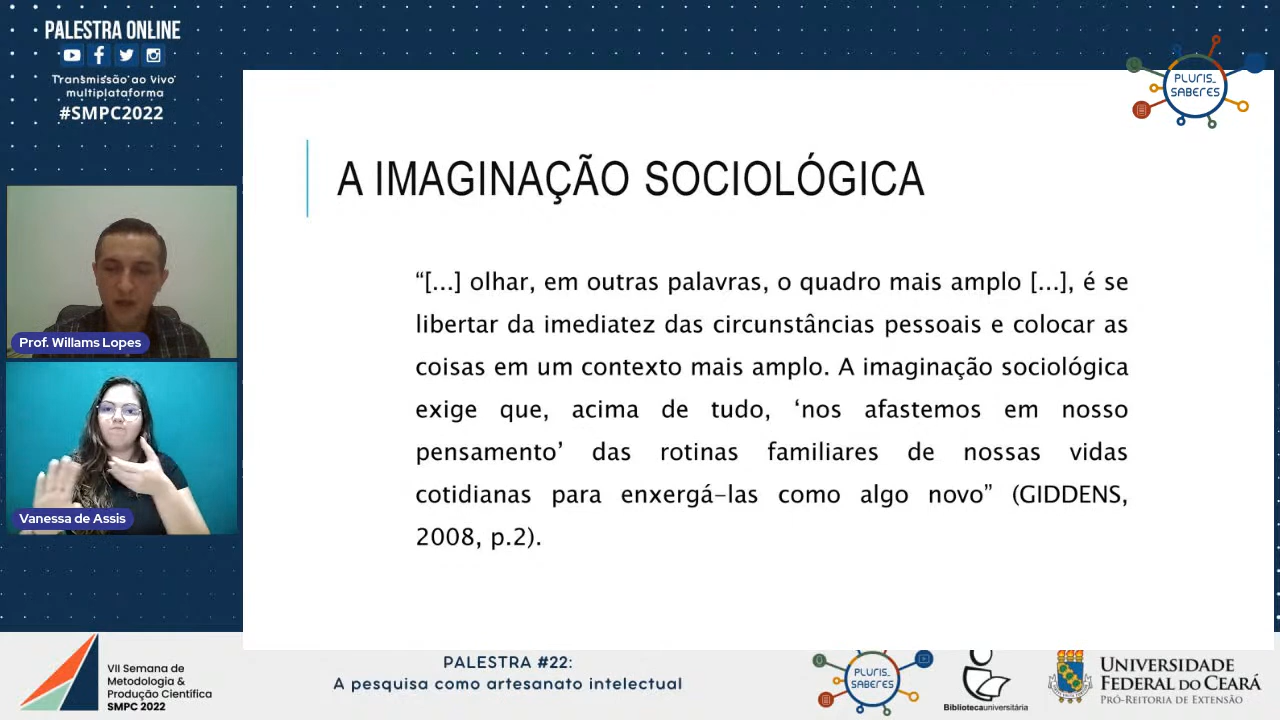 PALESTRA ONLINE
Transmissão ao vivo
multiplataforma
#SMPC2022
PLURIS_
SABERES
A IMAGINAÇÃO SOCIOLÓGICA
“[...] olhar, em outras palavras, o quadro mais amplo [...], é se
libertar da imediatez das circunstâncias pessoais e colocar as
coisas em um contexto mais amplo. A imaginação sociológica
exige que, acima de tudo, ‘nos afastemos em nosso
pensamento’ das rotinas familiares de nossas vidas
cotidianas para enxergá-las como algo novo” (GIDDENS,
2008, p.2).
Prof. Willams Lopes
Vanessa de Assis
VII Semana de
Metodologia &
Produção Científica
SMPC 2022
PALESTRA #22:
A pesquisa como artesanato intelectual
PLURIS_
SABERES
Bibliotecauniversitária
UNIVERSIDADE
FEDERAL DO CEARÁ
PRÓ-REITORIA DE EXTENSÃO